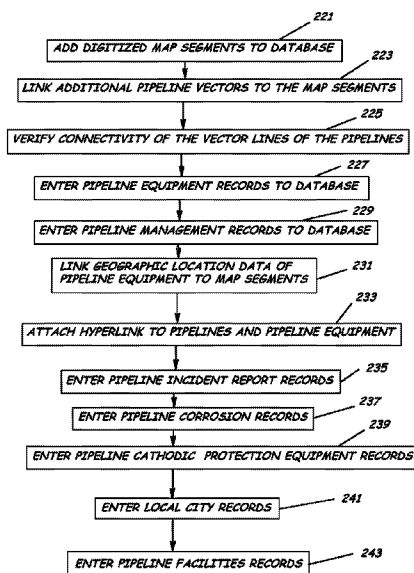 221
ADD DIGITIZED MAP SEGMENTS TO DATABASE
223
LINK ADDITIONAL PIPELINE VECTORS TO THE MAP SEGMENTS
225
VERIFY CONNECTIVITY OF THE VECTOR LINES OF THE PIPELINES
227
ENTER PIPELINE EQUIPMENT RECORDS TO DATABASE
229
ENTER PIPELINE MANAGEMENT RECORDS TO DATABASE
LINK GEOGRAPHIC LOCATION DATA OF
PIPELINE EQUIPMENT TO MAP SEGMENTS
231
233
ATTACH HYPERLINK TO PIPELINES AND PIPELINE EQUIPMENT
ENTER PIPELINE INCIDENT REPORT RECORDS
235
ENTER PIPELINE CORROSION RECORDS
237
239
ENTER PIPELINE CATHODIC PROTECTION EQUIPMENT RECORDS
ENTER LOCAL CITY RECORDS
241
ENTER PIPELINE FACILITIES RECORDS
243